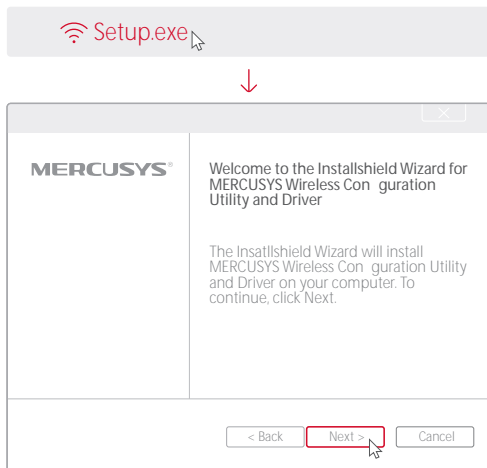 Setup.exe
MERCUSYS®
Welcome to the Installshield Wizard for
MERCUSYS Wireless Con guration
Utility and Driver
The Insatllshield Wizard will install
MERCUSYS Wireless Con guration Utility
and Driver on your computer. To
continue, click Next.
< Back Next > Cancel